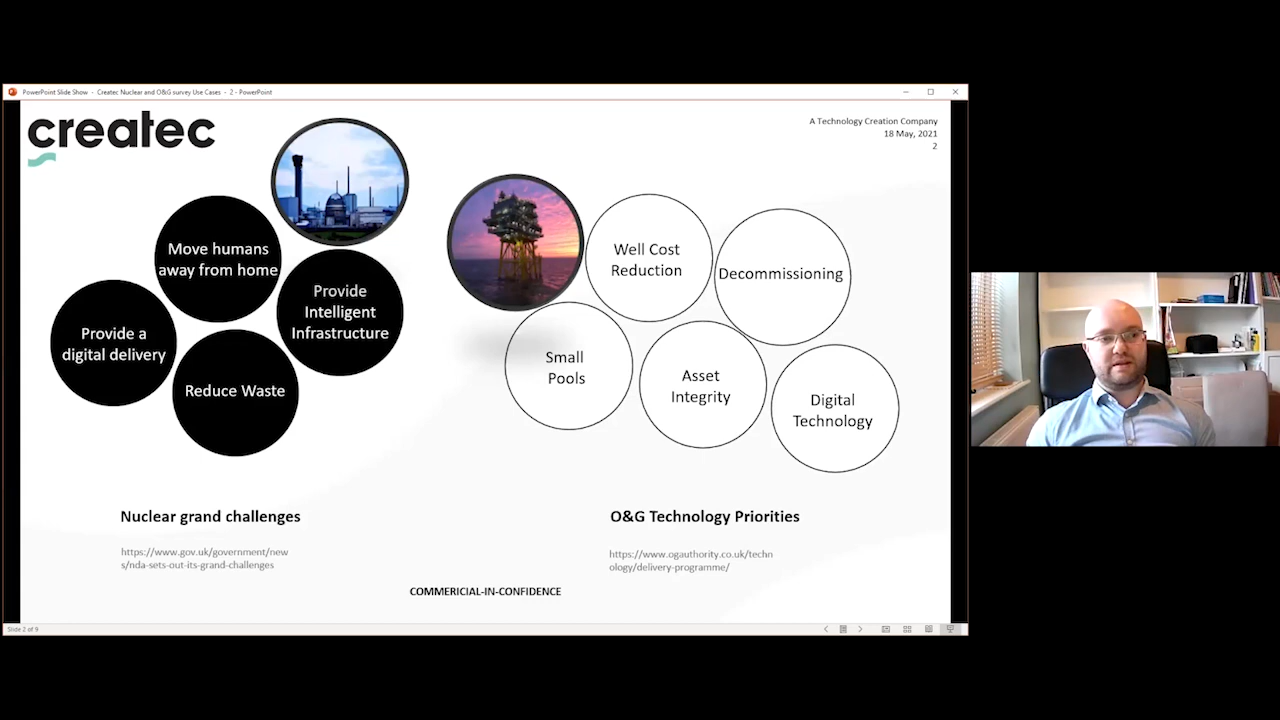 PowerPoint Slide Show - Createc Nuclear and O&G survey Use Cases - 2 - PowerPoint
createc
A Technology Creation Company
18 May, 2021
2
Move humans
away from home
Provide
Intelligent
Infrastructure
Provide a
digital delivery
Reduce Waste
Well Cost
Reduction
Decommissioning
Small
Pools
Asset
Integrity
Digital
Technology
Nuclear grand challenges
https://www.gov.uk/government/new
s/nda-sets-out-its-grand-challenges
O&G Technology Priorities
https://www.ogauthority.co.uk/techn
ology/delivery-programme/
COMMERICIAL-IN-CONFIDENCE
Slide 2 of 9